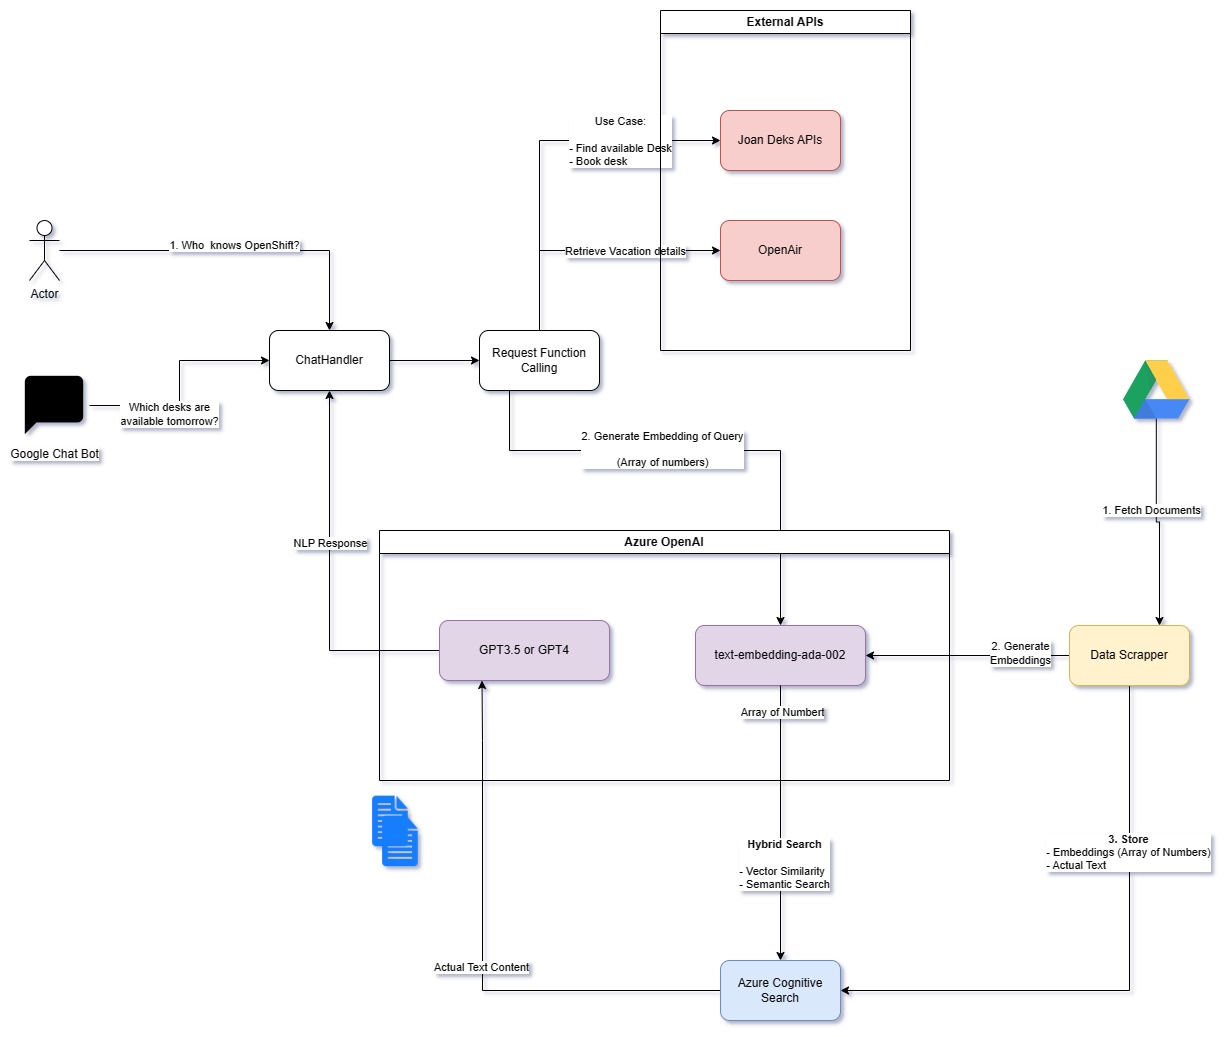 External APIs
Use Case:
- Find available Desk
- Book desk
Joan Deks APIs
1. Who knows OpenShift?
Retrieve Vacation details
OpenAir
Actor
ChatHandler
Request Function
Calling
Which desks are
available tomorrow?
Google Chat Bot
2. Generate Embedding of Query
(Array of numbers)
1. Fetch Documents
NLP Response
Azure OpenAI
GPT3.5 or GPT4
text-embedding-ada-002
2. Generate
Embeddings
Data Scrapper
Array of Numbert
Hybrid Search
- Vector Similarity
- Semantic Search
3. Store
- Embeddings (Array of Numbers)
- Actual Text
Actual Text Content
Azure Cognitive
Search